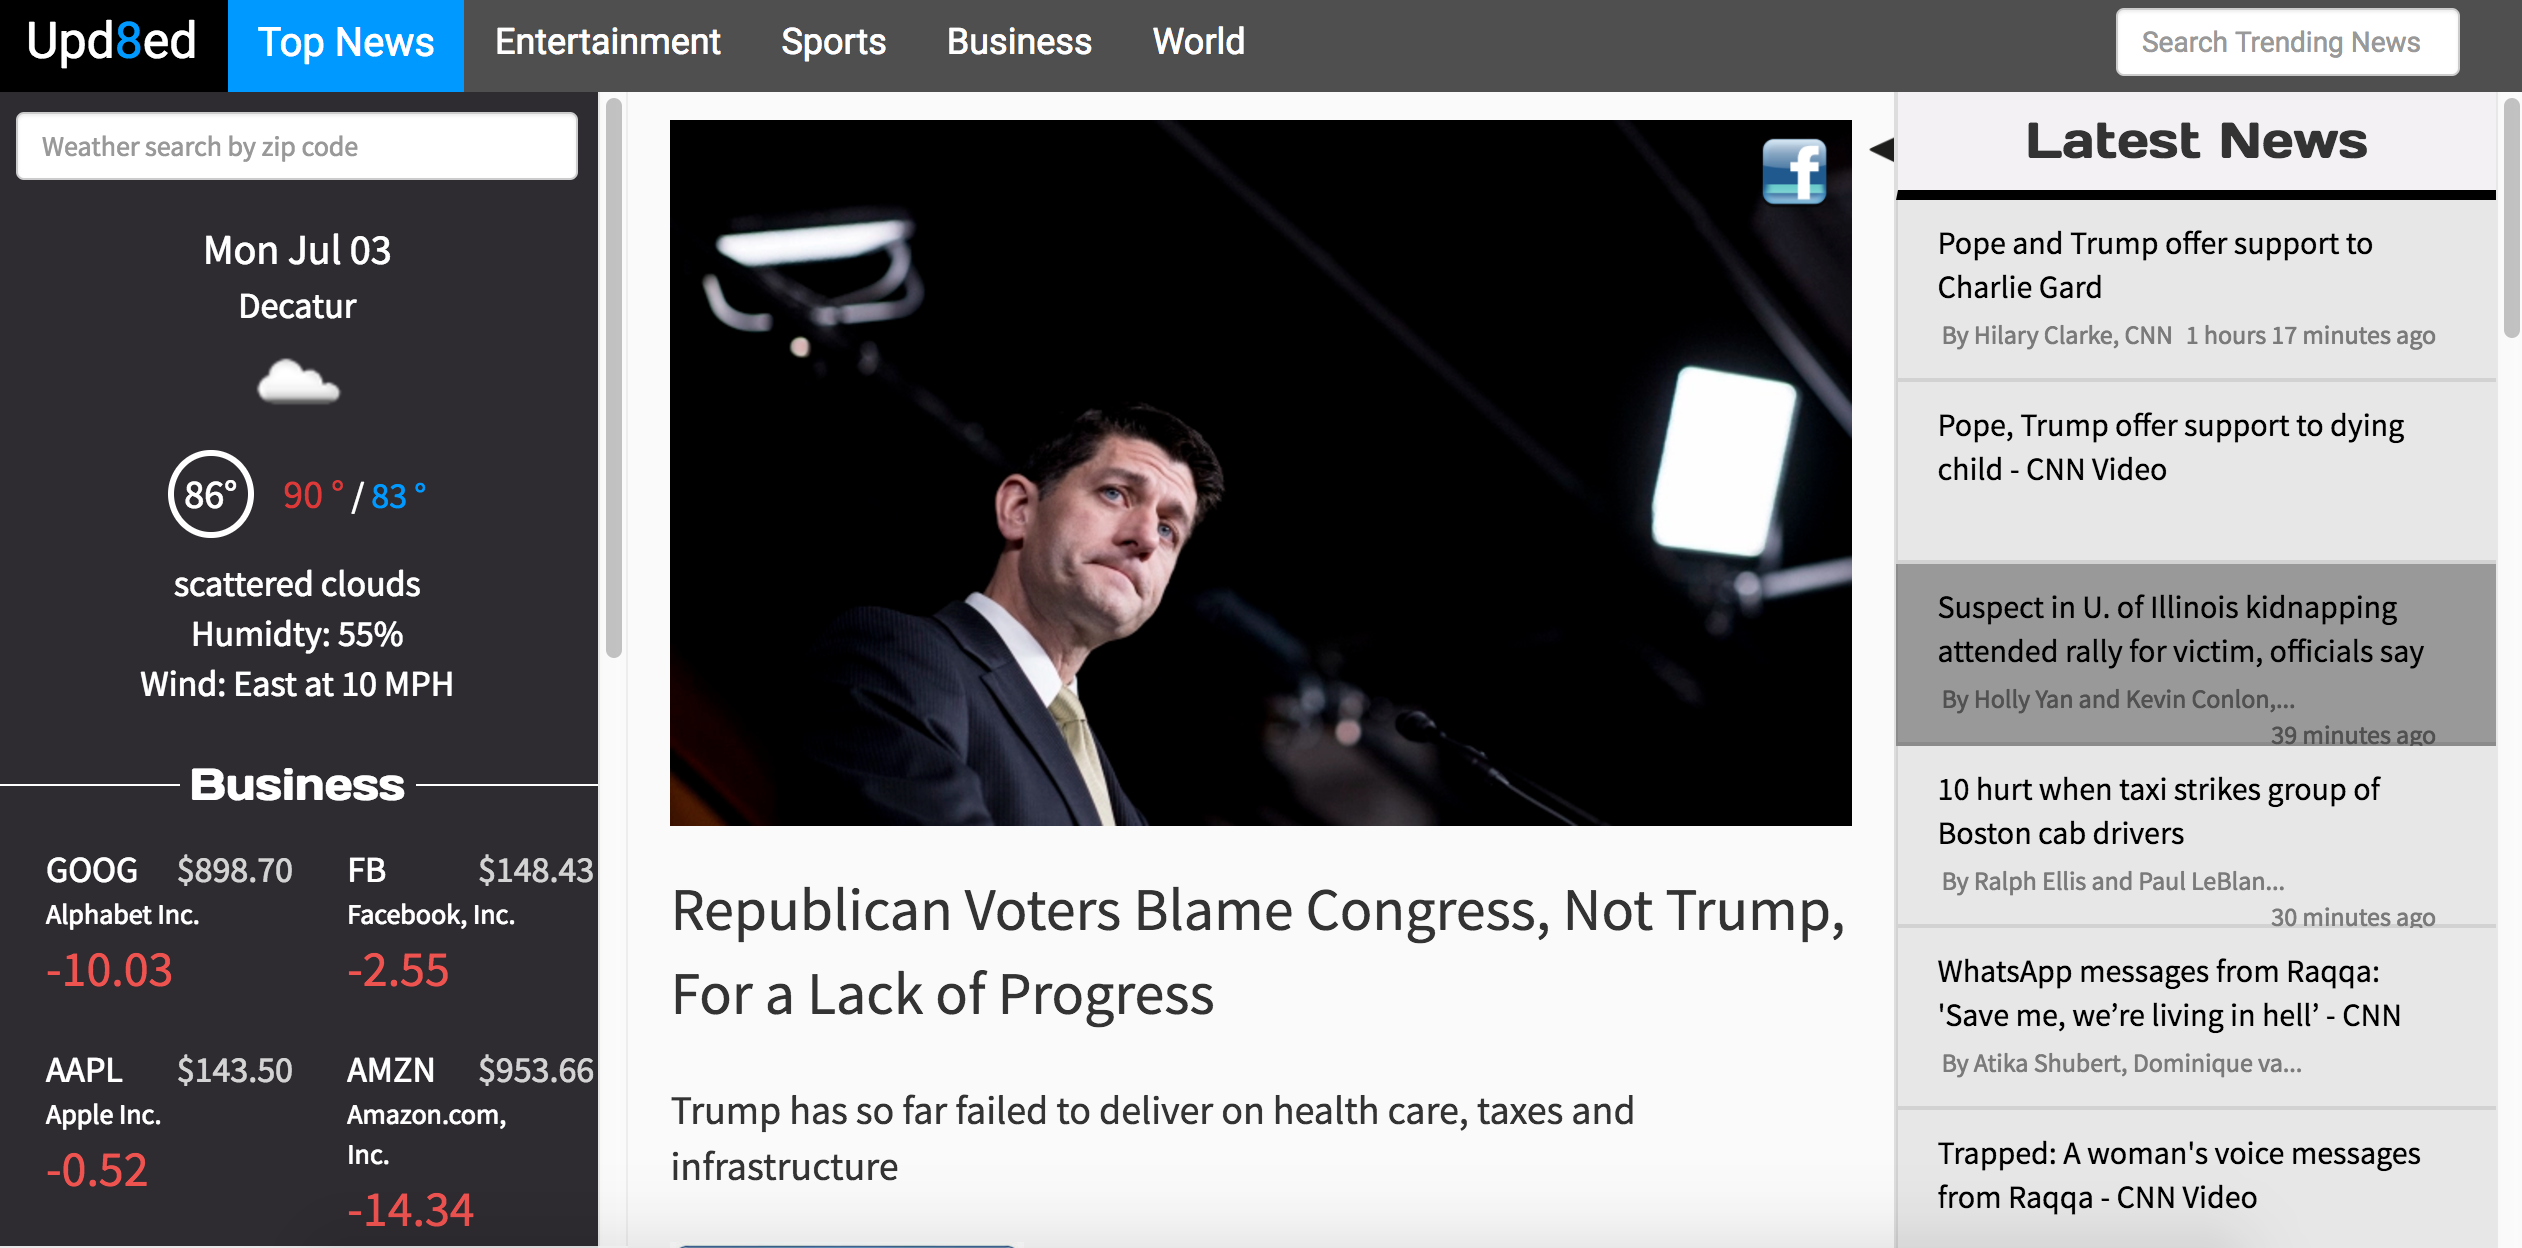 Upd8ed
Top News
Entertainment
Sports
Business
World
Search Trending News
Weather search by zip code
Mon Jul 03
Decatur
86°
90 ° / 83 °
scattered clouds
Humidty: 55%
Wind: East at 10 MPH
Business
GOOG $898.70
Alphabet Inc.
-10.03
FB $148.43
Facebook, Inc.
-2.55
AAPL $143.50
Apple Inc.
-0.52
AMZN $953.66
Amazon.com,
Inc.
-14.34
f
Republican Voters Blame Congress, Not Trump,
For a Lack of Progress
Trump has so far failed to deliver on health care, taxes and
infrastructure
Latest News
Pope and Trump offer support to
Charlie Gard
By Hilary Clarke, CNN 1 hours 17 minutes ago
Pope, Trump offer support to dying
child - CNN Video
Suspect in U. of Illinois kidnapping
attended rally for victim, officials say
By Holly Yan and Kevin Conlon,...
39 minutes ago
10 hurt when taxi strikes group of
Boston cab drivers
By Ralph Ellis and Paul LeBlan...
30 minutes ago
WhatsApp messages from Raqqa:
'Save me, we’re living in hell’ - CNN
By Atika Shubert, Dominique va...
Trapped: A woman's voice messages
from Raqqa - CNN Video